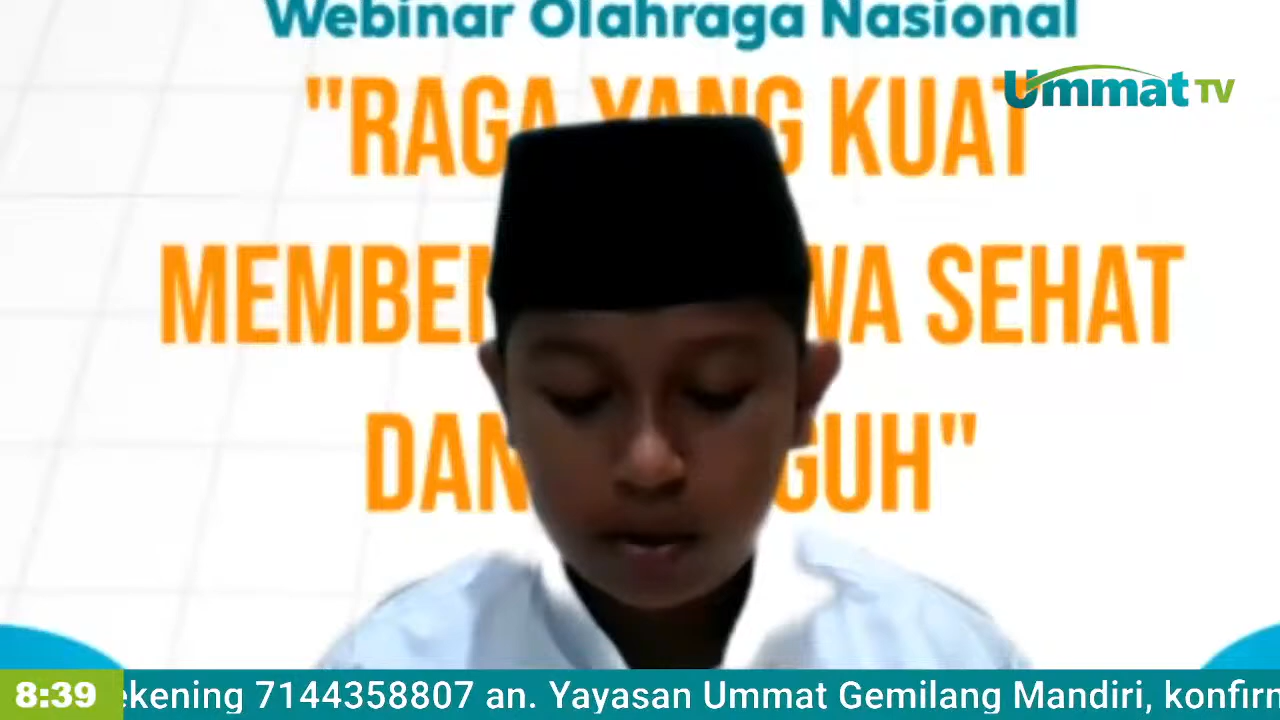 Webinar Olahraga Nasional
Ummat TV
"RAGA YANG KUAT
MEMBEN WA SEHAT
DAN GUH"
8:39 ekening 7144358807 an. Yayasan Ummat Gemilang Mandiri, konfirm